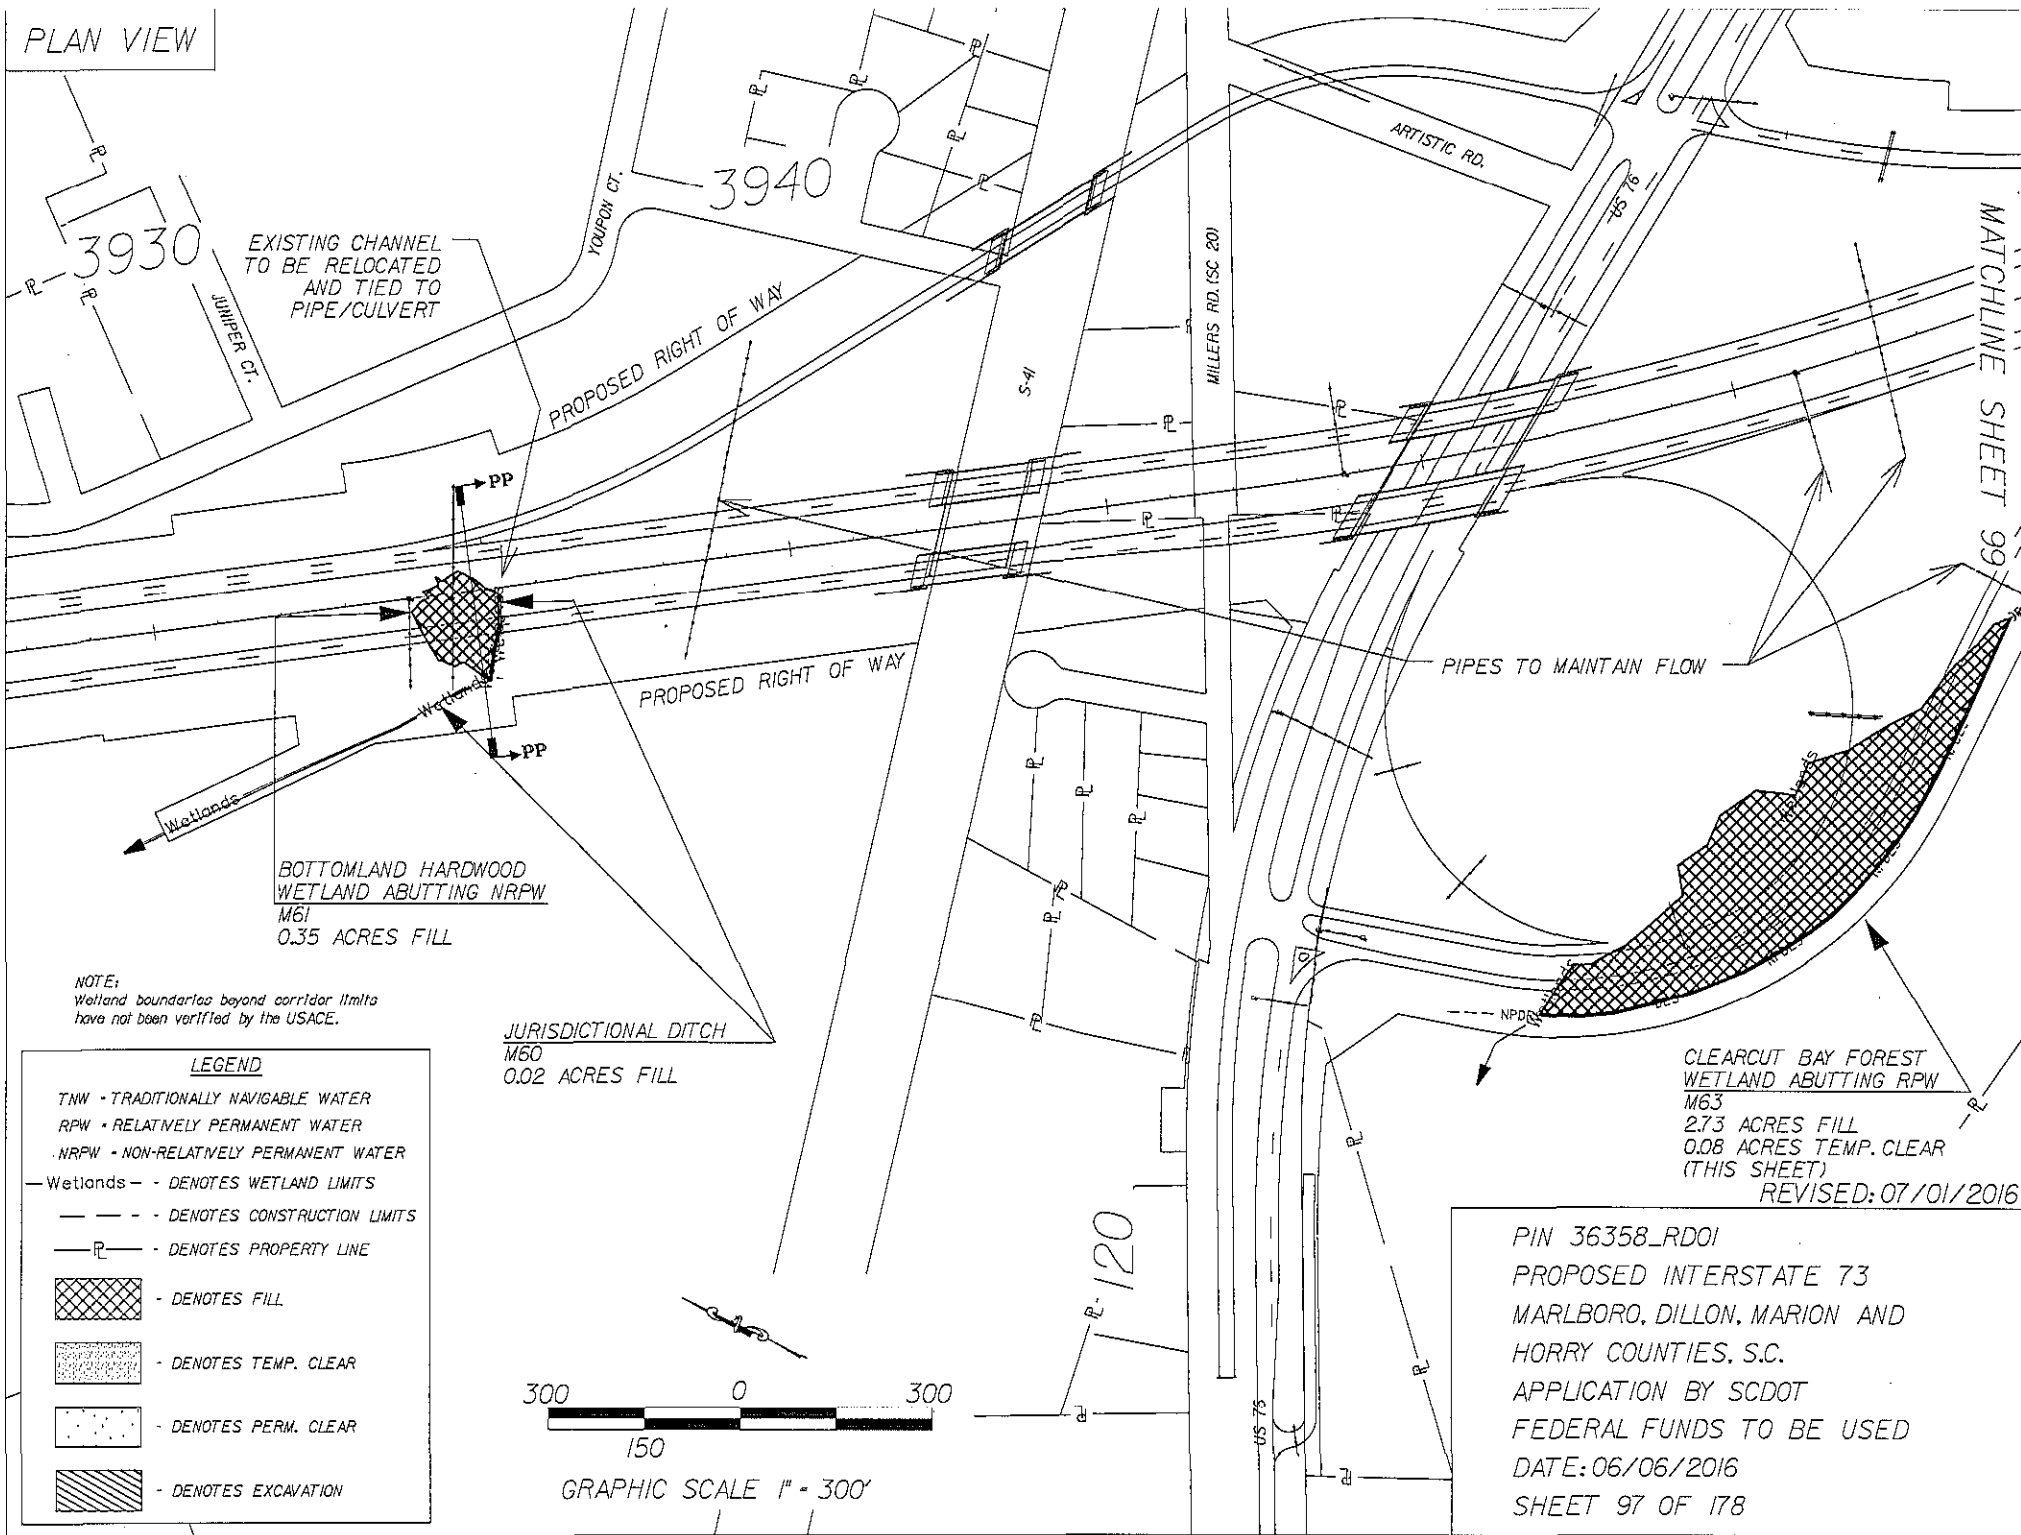 PLAN VIEW
3930
3940
EXISTING CHANNEL
TO BE RELOCATED
AND TIED TO
PIPE/CULVERT
JUNIPER CT.
YOUPON CT.
PROPOSED RIGHT OF WAY
S-41
MILLERS RD. (SC 20)
ARTISTIC RD.
US 76
MATCHLINE SHEET 99
PP
PP
Wetlands
Wetlands
PROPOSED RIGHT OF WAY
PIPES TO MAINTAIN FLOW
Wetlands
BOTTOMLAND HARDWOOD
WETLAND ABUTTING NRPW
M61
0.35 ACRES FILL
NOTE:
Wetland boundaries beyond corridor limits
have not been verified by the USACE.
JURISDICTIONAL DITCH
M60
0.02 ACRES FILL
CLEARCUT BAY FOREST
WETLAND ABUTTING RPW
M63
2.73 ACRES FILL
0.08 ACRES TEMP. CLEAR
(THIS SHEET)
REVISED: 07/01/2016
LEGEND
TNW - TRADITIONALLY NAVIGABLE WATER
RPW - RELATIVELY PERMANENT WATER
NRPW - NON-RELATIVELY PERMANENT WATER
Wetlands - DENOTES WETLAND LIMITS
- DENOTES CONSTRUCTION LIMITS
PL - DENOTES PROPERTY LINE
- DENOTES FILL
- DENOTES TEMP. CLEAR
- DENOTES PERM. CLEAR
- DENOTES EXCAVATION
120
US 76
300 0 300
150
GRAPHIC SCALE 1" = 300'
PIN 36358_RD01
PROPOSED INTERSTATE 73
MARLBORO, DILLON, MARION AND
HORRY COUNTIES, S.C.
APPLICATION BY SCDOT
FEDERAL FUNDS TO BE USED
DATE: 06/06/2016
SHEET 97 OF 178